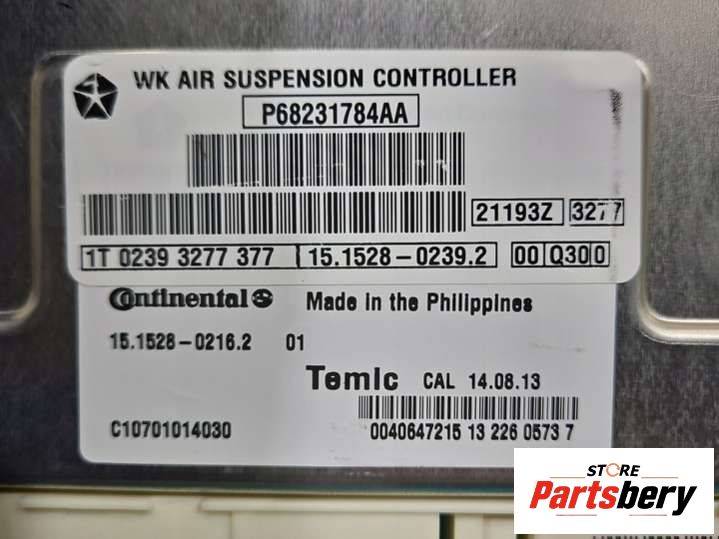 WK AIR SUSPENSION CONTROLLER
P68231784AA
21193Z 3277
1T 0239 3277 377 15.1528-0239.2 00 Q30 0
Continental Made in the Philippines
15.1528-0216.2 01
Temic CAL 14.08.13
C10701014030 0040647215 13 226 0573 7
STORE
Partsbery